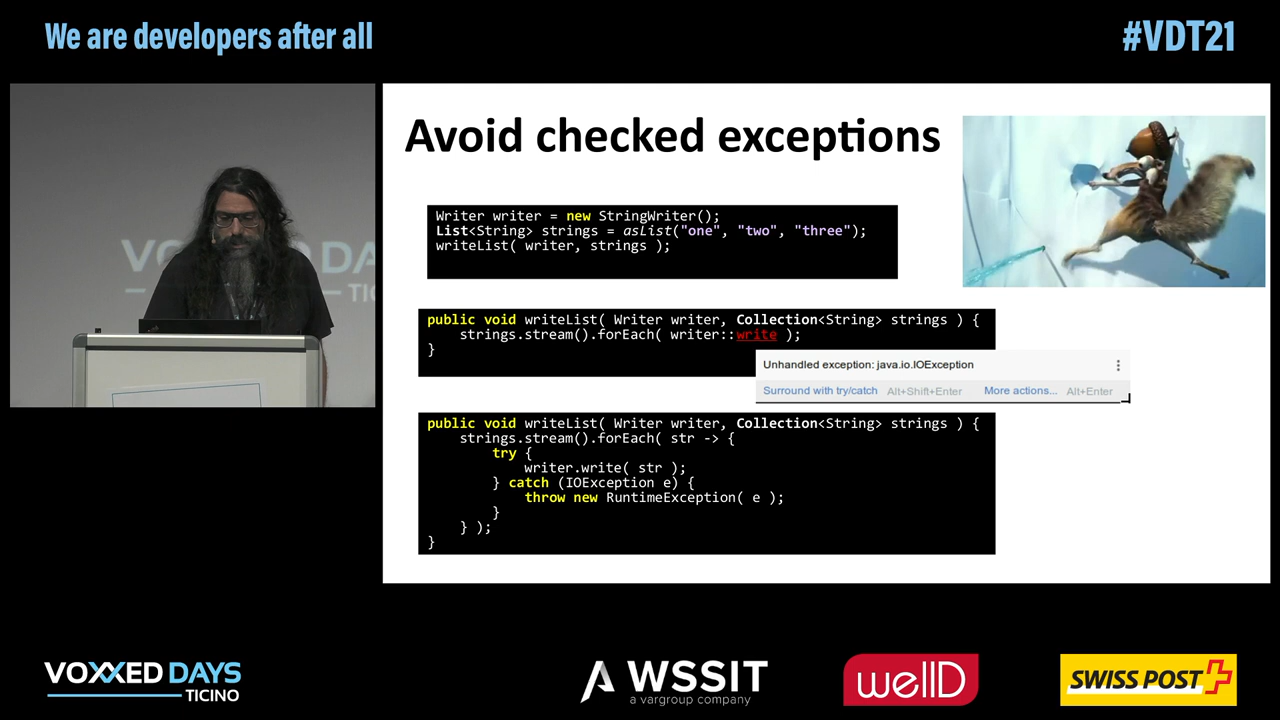 We are developers after all
#VDT21
VOXXED DA
TIC
Avoid checked exceptions
Writer writer = new StringWriter();
List<String> strings = asList("one", "two", "three");
writeList( writer, strings );
public void writeList( Writer writer, Collection<String> strings ) {
    strings.stream().forEach( writer::write );
}
Unhandled exception: java.io.IOException
Surround with try/catch Alt+Shift+Enter More actions... Alt+Enter
public void writeList( Writer writer, Collection<String> strings ) {
    strings.stream().forEach( str -> {
        try {
            writer.write( str );
        } catch (IOException e) {
            throw new RuntimeException( e );
        }
    } );
}
VOXXED DAYS
TICINO
WSSIT
a vargroup company
wellD
SWISS POST